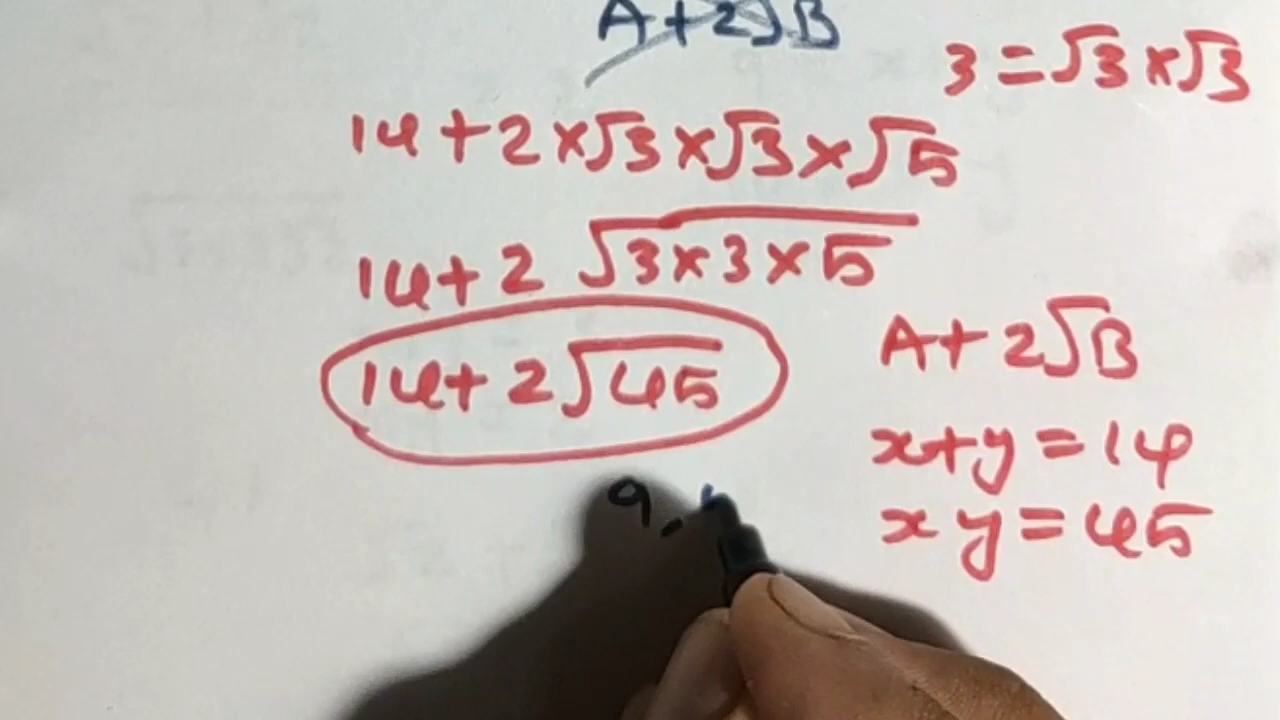 A+2√B
3=√3×√3
14+2×√3×√3×√5
14+2√3×3×5
14+2√45
A+2√B
x+y=14
xy=45
9,